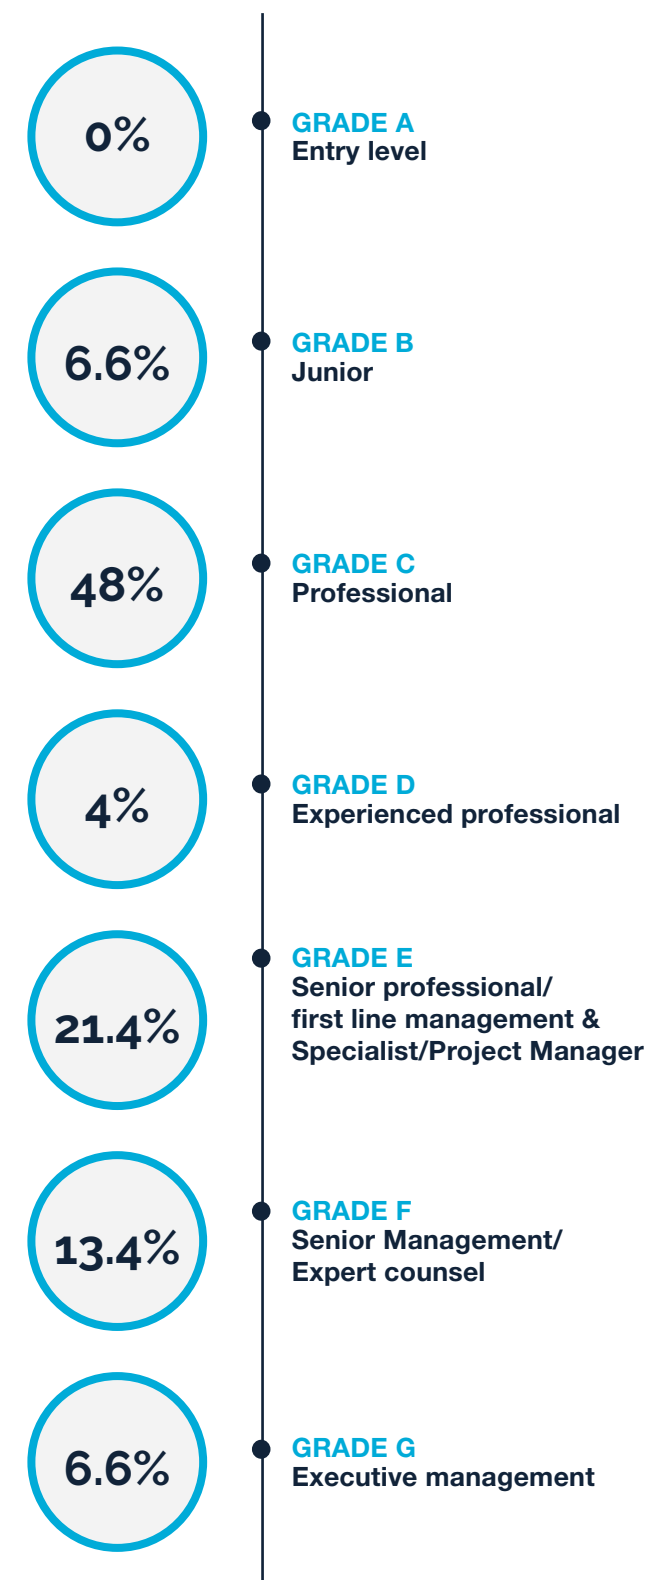 0%
GRADE A
Entry level
6.6%
GRADE B
Junior
48%
GRADE C
Professional
4%
GRADE D
Experienced professional
21.4%
GRADE E
Senior professional/
first line management &
Specialist/Project Manager
13.4%
GRADE F
Senior Management/
Expert counsel
6.6%
GRADE G
Executive management